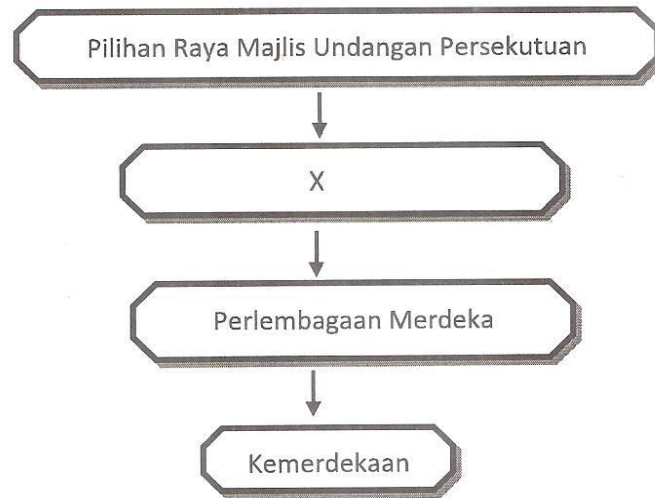 Pilihan Raya Majlis Undangan Persekutuan
X
Perlembagaan Merdeka
Kemerdekaan